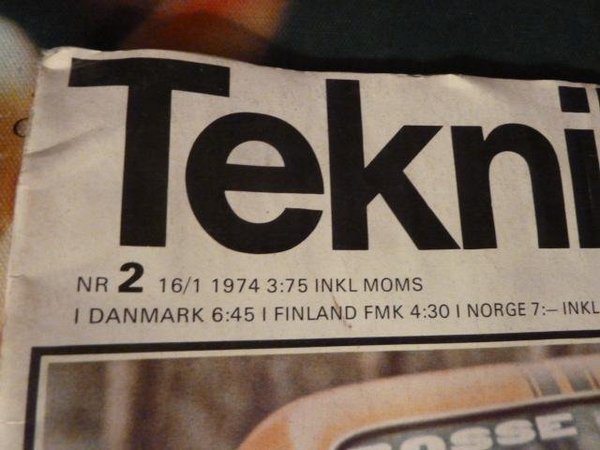 Tekni
NR 2 16/1 1974 3:75 INKL MOMS
I DANMARK 6:45 I FINLAND FMK 4:30 I NORGE 7:– INKL
OSSE